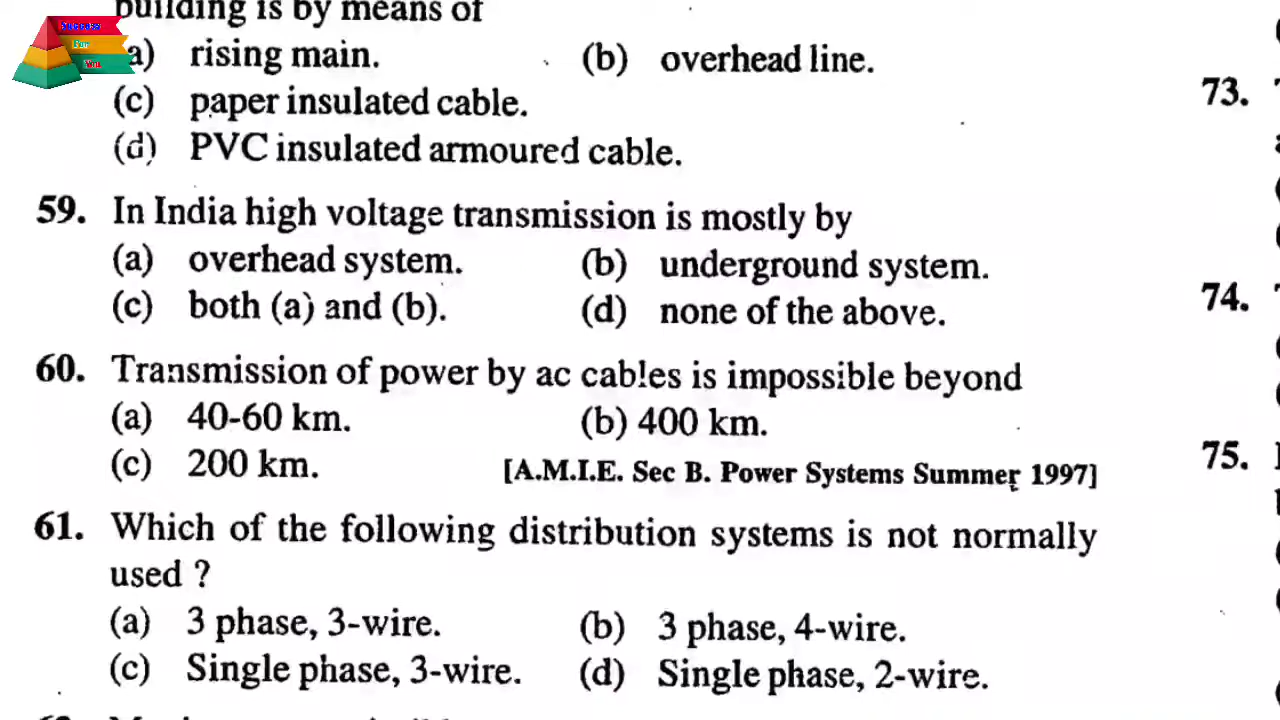 building is by means of
Success
For
You
(a) rising main. (b) overhead line.
(c) paper insulated cable.
(d) PVC insulated armoured cable.
59. In India high voltage transmission is mostly by
(a) overhead system. (b) underground system.
(c) both (a) and (b). (d) none of the above.
60. Transmission of power by ac cables is impossible beyond
(a) 40-60 km. (b) 400 km.
(c) 200 km. [A.M.I.E. Sec B. Power Systems Summer 1997]
61. Which of the following distribution systems is not normally
used ?
(a) 3 phase, 3-wire. (b) 3 phase, 4-wire.
(c) Single phase, 3-wire. (d) Single phase, 2-wire.
73.
74.
75.